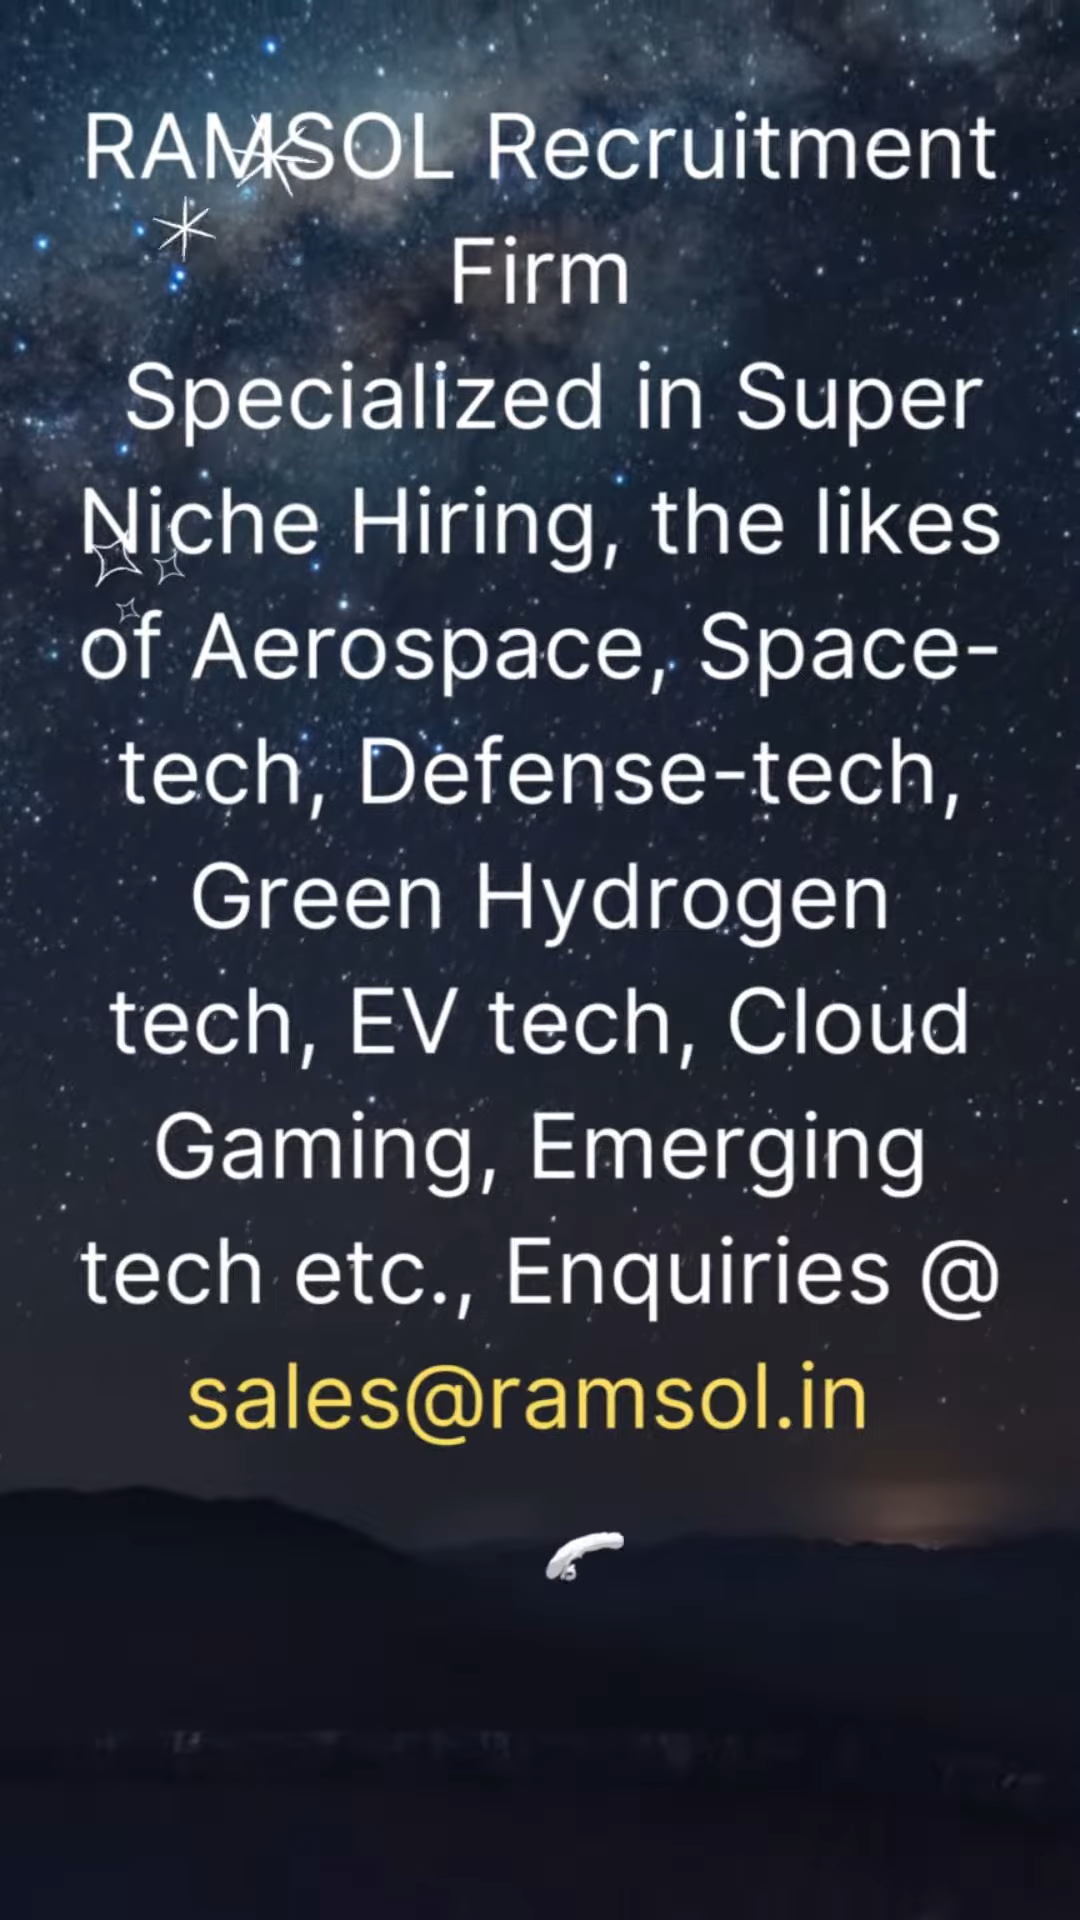 RAMSOL Recruitment
Firm
Specialized in Super
Niche Hiring, the likes
of Aerospace, Space-
tech, Defense-tech,
Green Hydrogen
tech, EV tech, Cloud
Gaming, Emerging
tech etc., Enquiries @
sales@ramsol.in